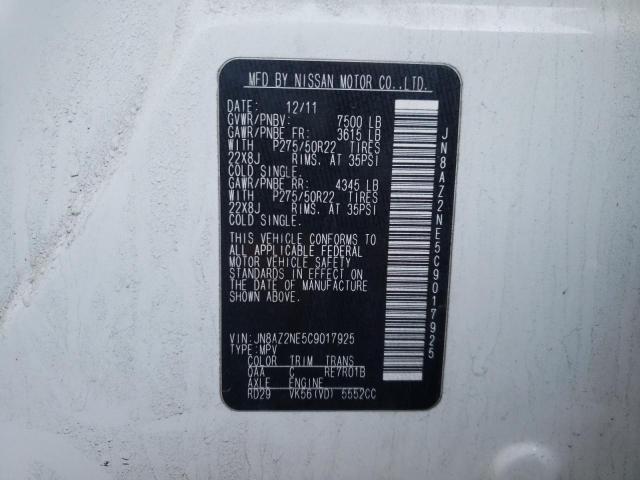 MFD BY NISSAN MOTOR CO.,LTD.
DATE: 12/11
GVWR/PNBV: 7500 LB
GAWR/PNBE FR: 3615 LB
WITH P275/50R22 TIRES
22X8J RIMS. AT 35PSI
COLD SINGLE.
GAWR/PNBE RR: 4345 LB
WITH P275/50R22 TIRES
22X8J RIMS. AT 35PSI
COLD SINGLE.
THIS VEHICLE CONFORMS TO
ALL APPLICABLE FEDERAL
MOTOR VEHICLE SAFETY
STANDARDS IN EFFECT ON
THE DATE OF MANUFACTURE
SHOWN ABOVE.
VIN:JN8AZ2NE5C9017925
TYPE:MPV
COLOR TRIM TRANS
QAA C RE7R01B
AXLE ENGINE
RD29 VK56(VD) 5552CC
JN8AZ2NE5C9017925